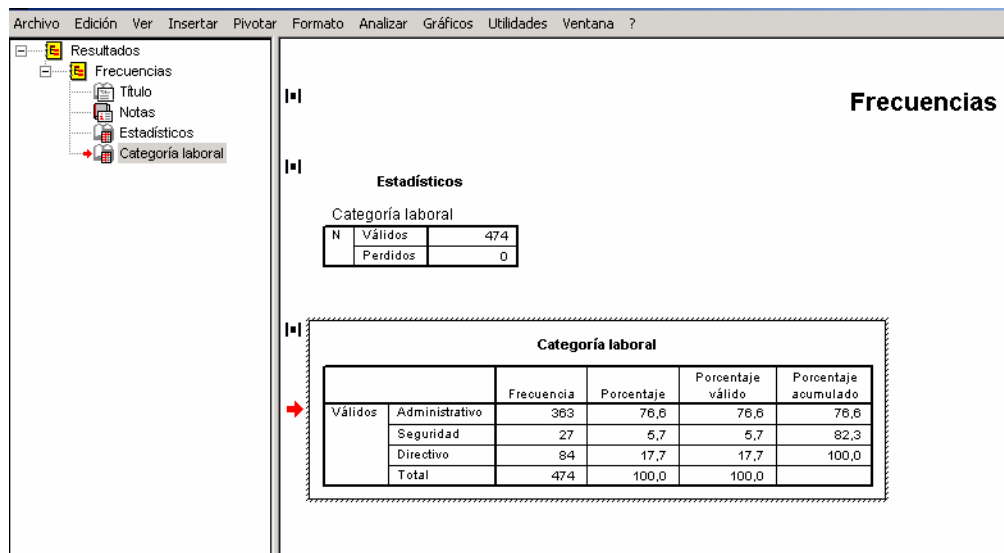 Archivo Edición Ver Insertar Pivotar Formato Analizar Gráficos Utilidades Ventana ?
Resultados
Frecuencias
Título
Notas
Estadísticos
Categoría laboral
Frecuencias
Estadísticos
Categoría laboral
N Válidos 474
Perdidos 0
Categoría laboral
Frecuencia Porcentaje Porcentaje válido Porcentaje acumulado
Válidos Administrativo 363 76,6 76,6 76,6
Seguridad 27 5,7 5,7 82,3
Directivo 84 17,7 17,7 100,0
Total 474 100,0 100,0